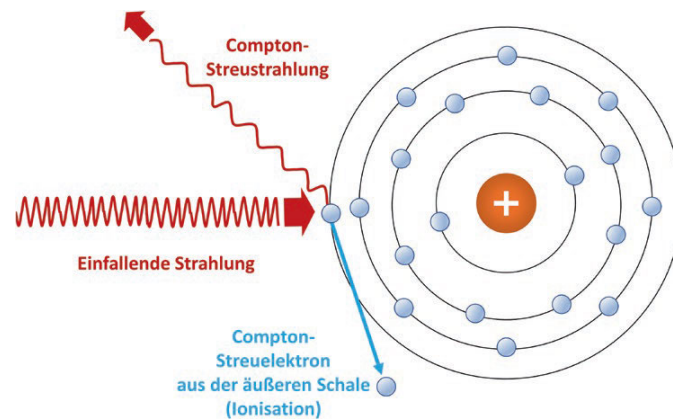 Compton-
Streustrahlung
+
Einfallende Strahlung
Compton-
Streuelektron
aus der äußeren Schale
(Ionisation)